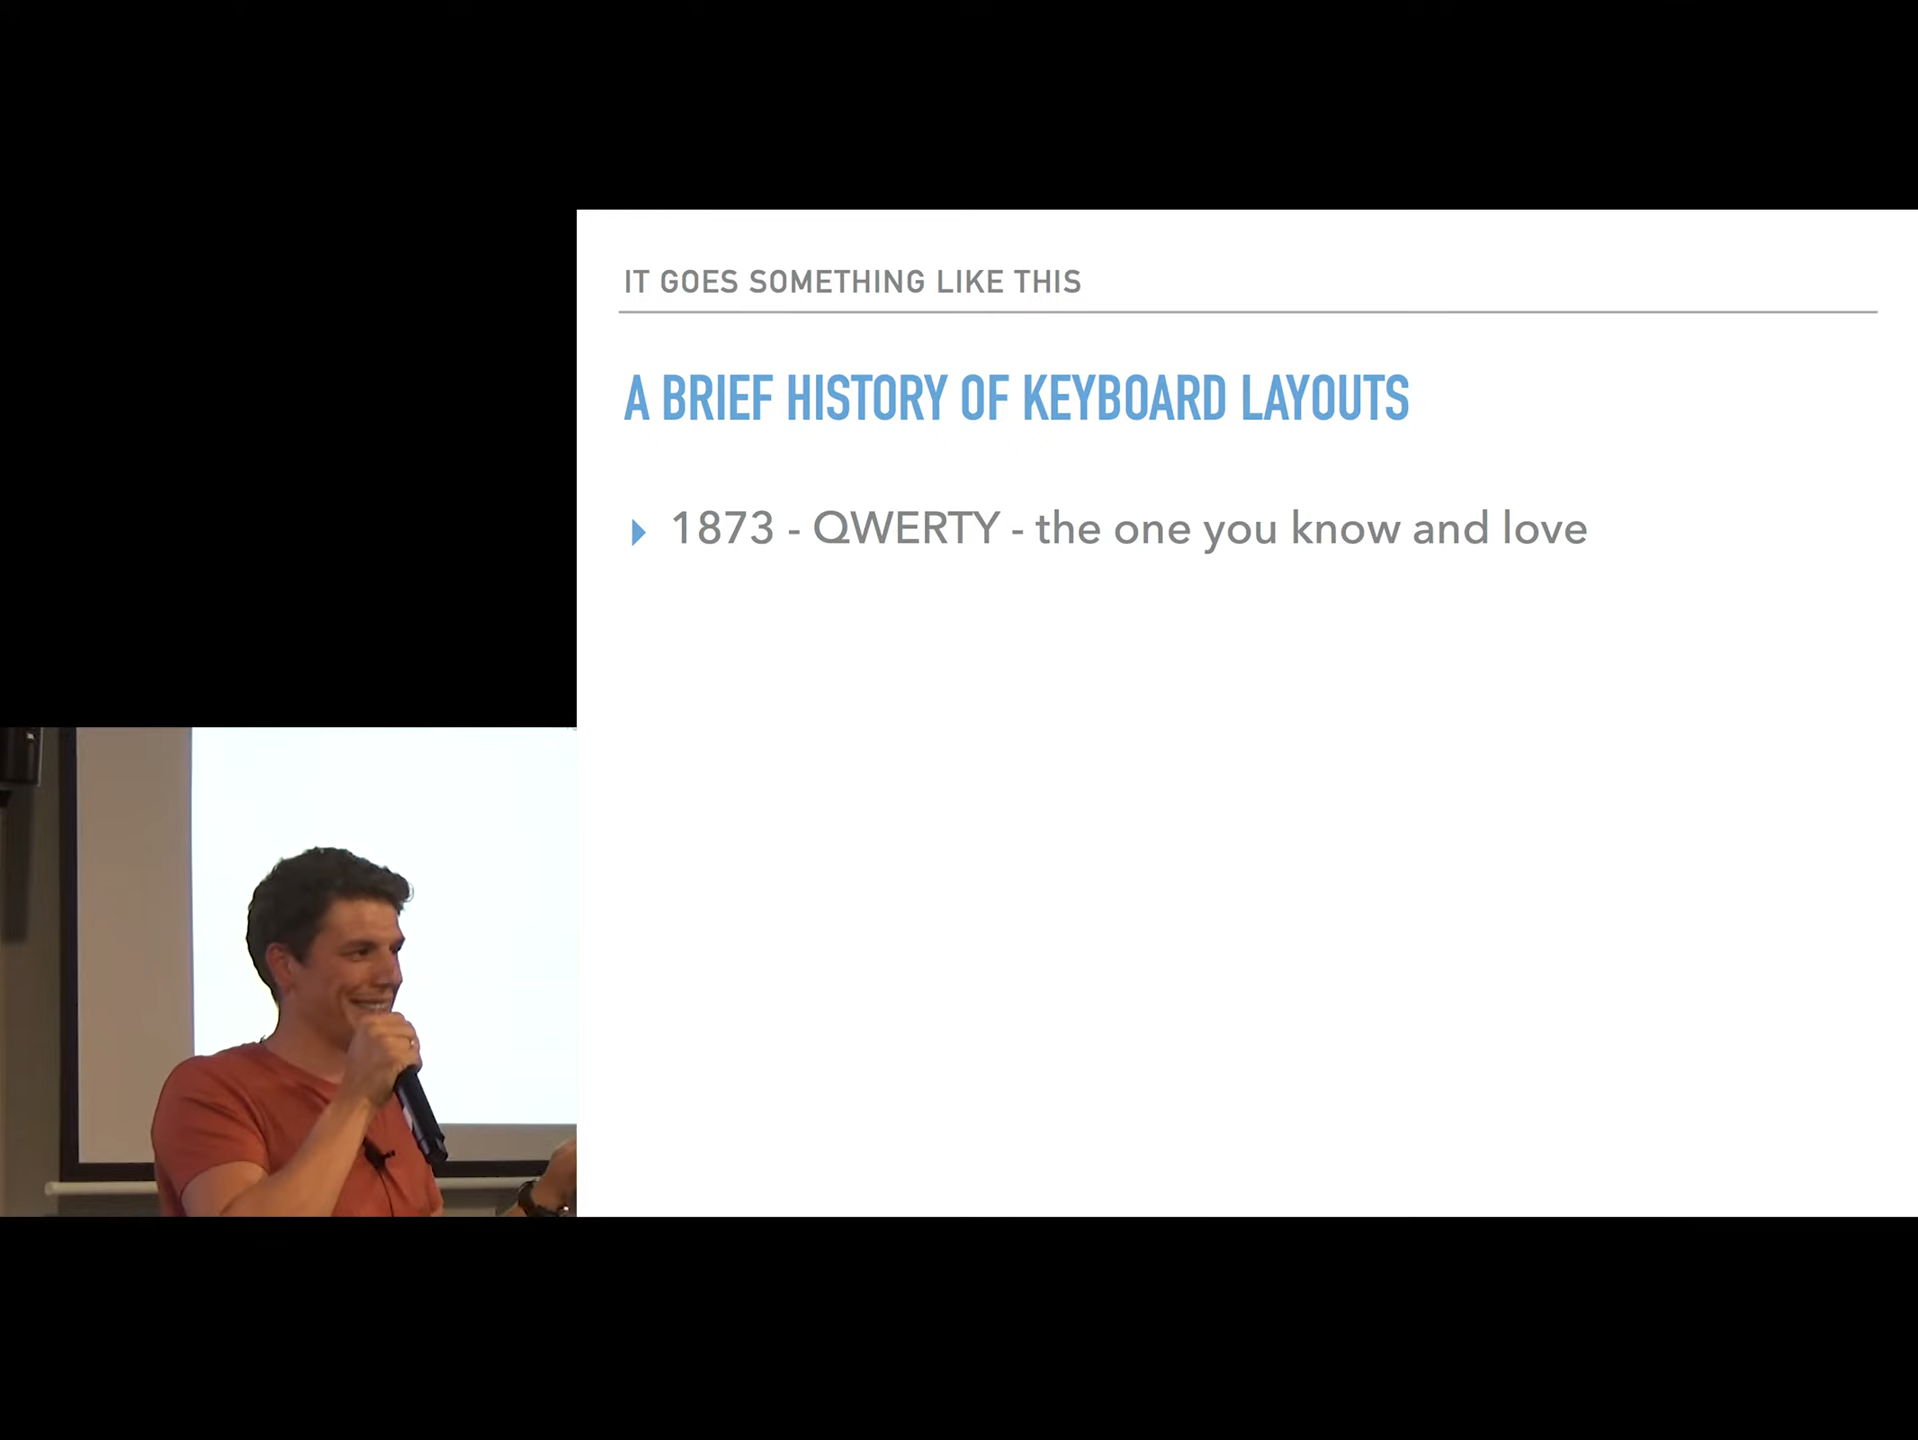 IT GOES SOMETHING LIKE THIS
A BRIEF HISTORY OF KEYBOARD LAYOUTS
1873 - QWERTY - the one you know and love